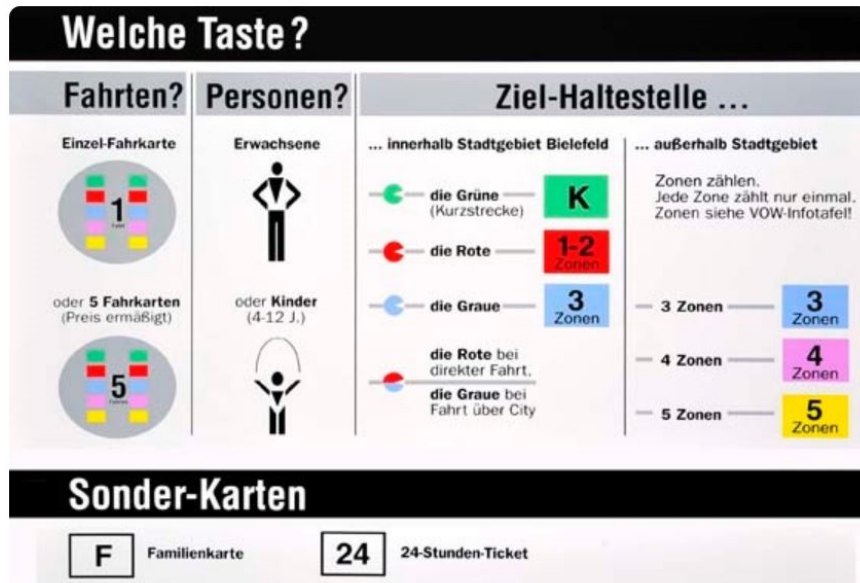 Welche Taste?
Fahrten?
Personen?
Ziel-Haltestelle ...
Einzel-Fahrkarte
1
oder 5 Fahrkarten
(Preis ermäßigt)
5
Erwachsene
oder Kinder
(4-12 J.)
... innerhalb Stadtgebiet Bielefeld
die Grüne
(Kurzstrecke)
K
die Rote
1-2
Zonen
die Graue
3
Zonen
die Rote bei
direkter Fahrt,
die Graue bei
Fahrt über City
... außerhalb Stadtgebiet
Zonen zählen.
Jede Zone zählt nur einmal.
Zonen siehe VOW-Infotafel!
3 Zonen
3
Zonen
4 Zonen
4
Zonen
5 Zonen
5
Zonen
Sonder-Karten
F
Familienkarte
24
24-Stunden-Ticket